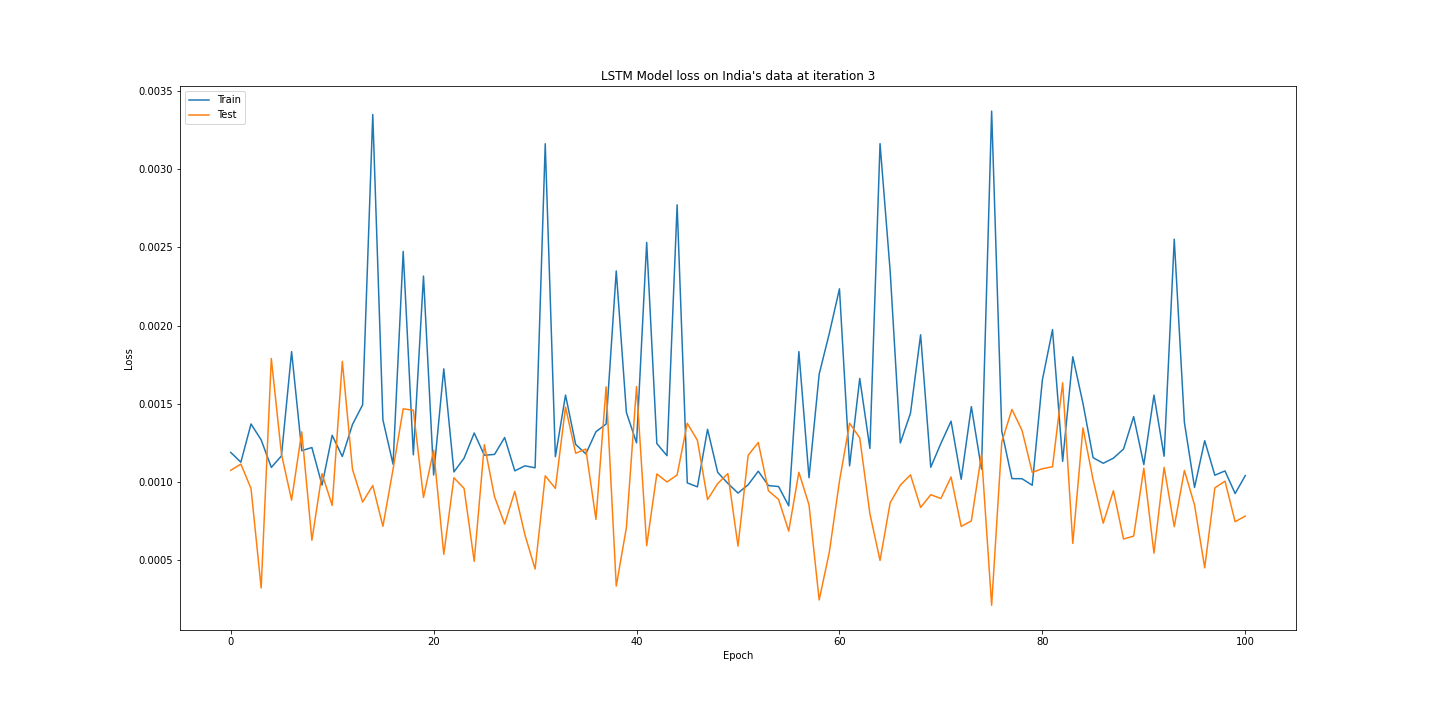 LSTM Model loss on India's data at iteration 3
Train
Test
0.0035
0.0030
0.0025
0.0020
0.0015
0.0010
0.0005
Loss
0 20 40 60 80 100
Epoch